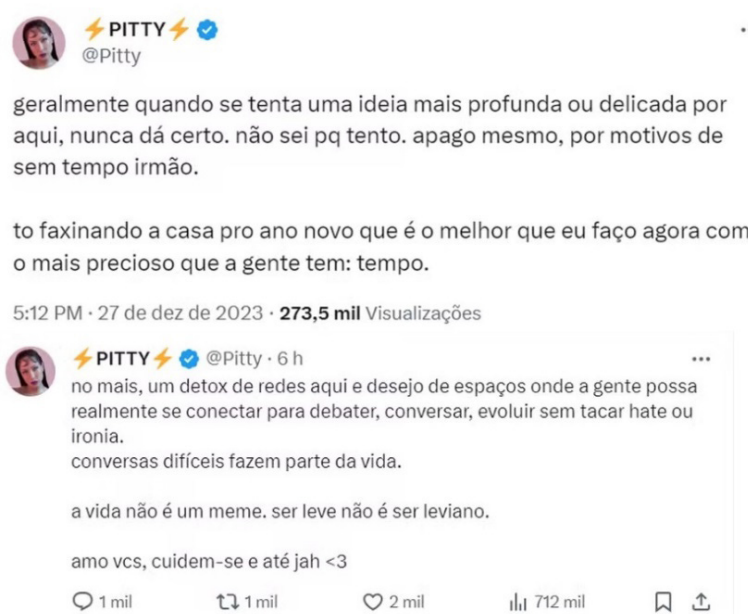 ⚡PITTY⚡
@Pitty
geralmente quando se tenta uma ideia mais profunda ou delicada por
aqui, nunca dá certo. não sei pq tento. apago mesmo, por motivos de
sem tempo irmão.
to faxinando a casa pro ano novo que é o melhor que eu faço agora com
o mais precioso que a gente tem: tempo.
5:12 PM · 27 de dez de 2023 · 273,5 mil Visualizações
⚡PITTY⚡ @Pitty · 6 h
no mais, um detox de redes aqui e desejo de espaços onde a gente possa
realmente se conectar para debater, conversar, evoluir sem tacar hate ou
ironia.
conversas difíceis fazem parte da vida.
a vida não é um meme. ser leve não é ser leviano.
amo vcs, cuidem-se e até jah <3
1 mil 1 mil 2 mil 712 mil